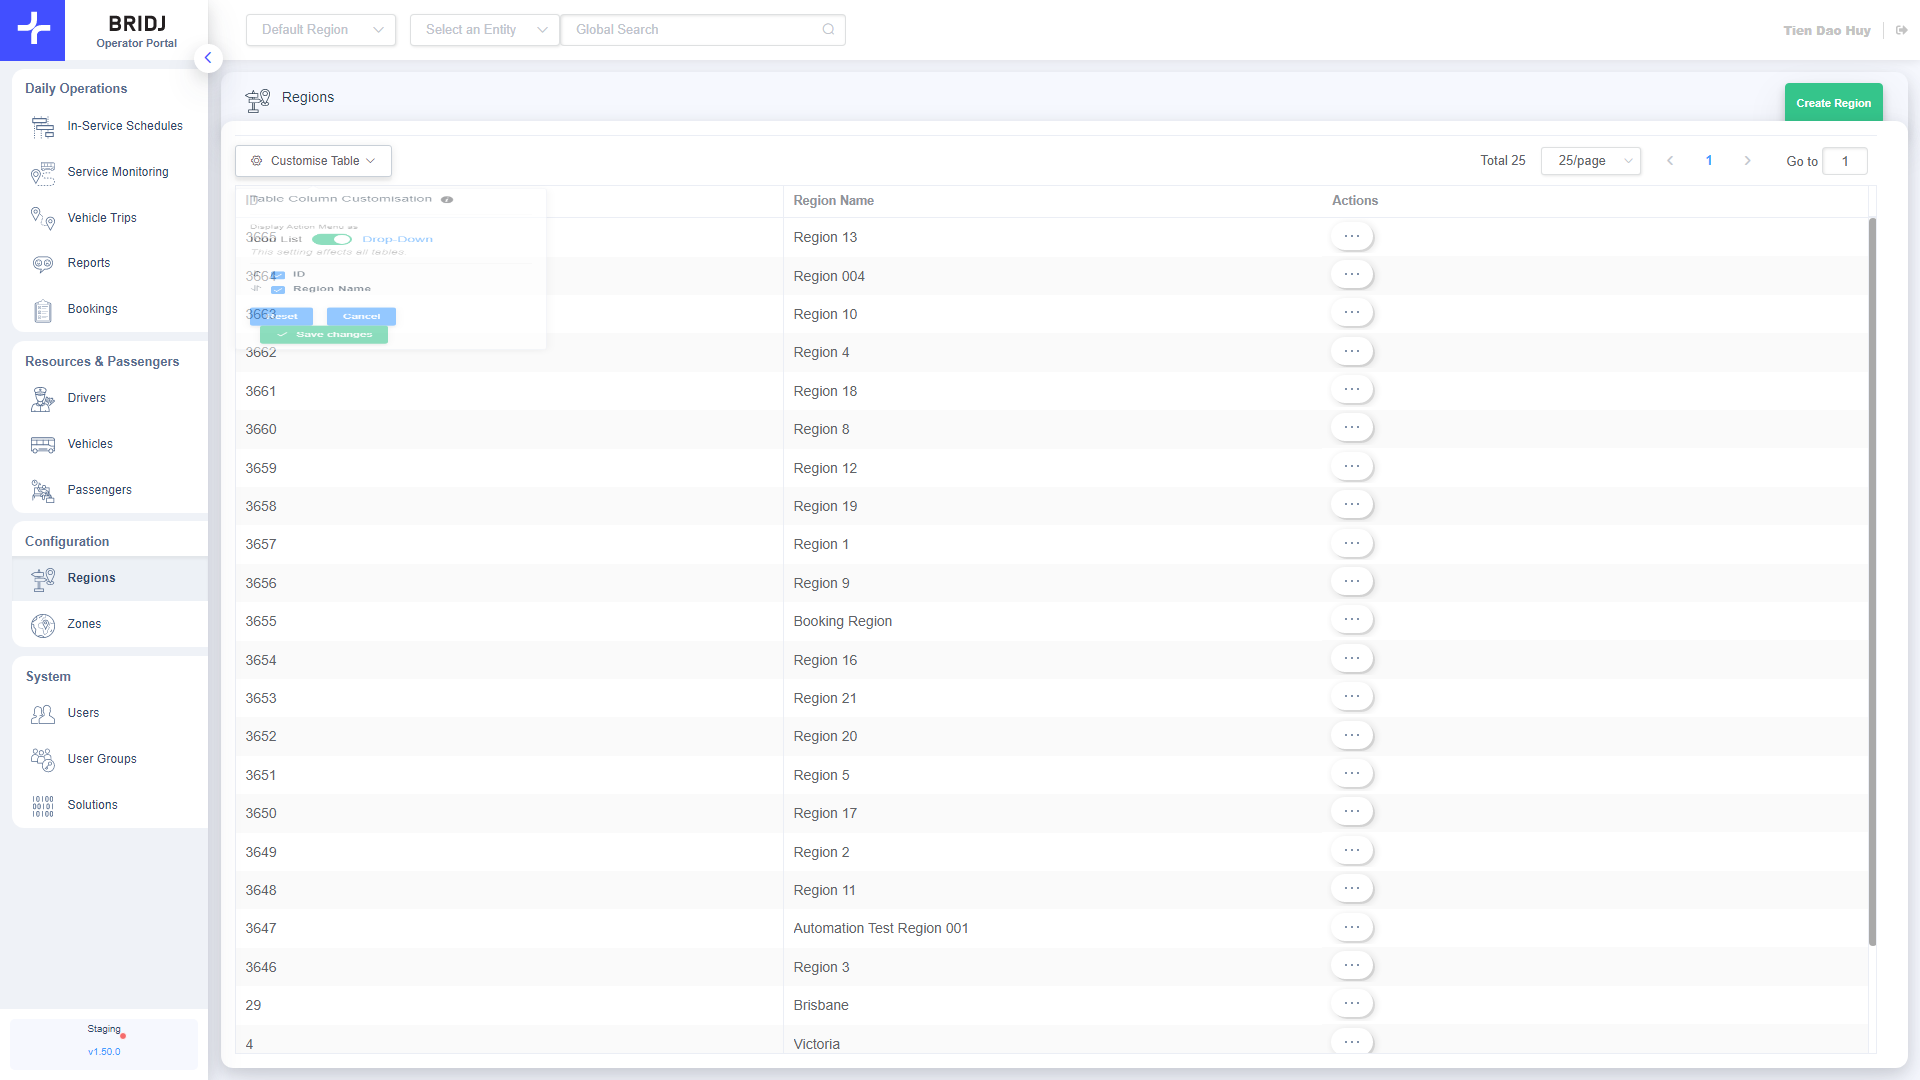 BRIDJ
Operator Portal
Default Region
Select an Entity
Global Search
Tien Dao Huy
Daily Operations
In-Service Schedules
Service Monitoring
Vehicle Trips
Reports
Bookings
Resources & Passengers
Drivers
Vehicles
Passengers
Configuration
Regions
Zones
System
Users
User Groups
Solutions
10100
00101
10100
Staging
v1.50.0
Regions
Create Region
Customise Table
Total 25
25/page
1
Go to
1
ID
Region Name
Actions
Table Column Customisation
Display Action Menu as
Icon List
Drop-Down
This setting effects all tables.
ID
Region Name
Reset
Cancel
Save changes
3665
Region 13
3664
Region 004
3663
Region 10
3662
Region 4
3661
Region 18
3660
Region 8
3659
Region 12
3658
Region 19
3657
Region 1
3656
Region 9
3655
Booking Region
3654
Region 16
3653
Region 21
3652
Region 20
3651
Region 5
3650
Region 17
3649
Region 2
3648
Region 11
3647
Automation Test Region 001
3646
Region 3
29
Brisbane
4
Victoria